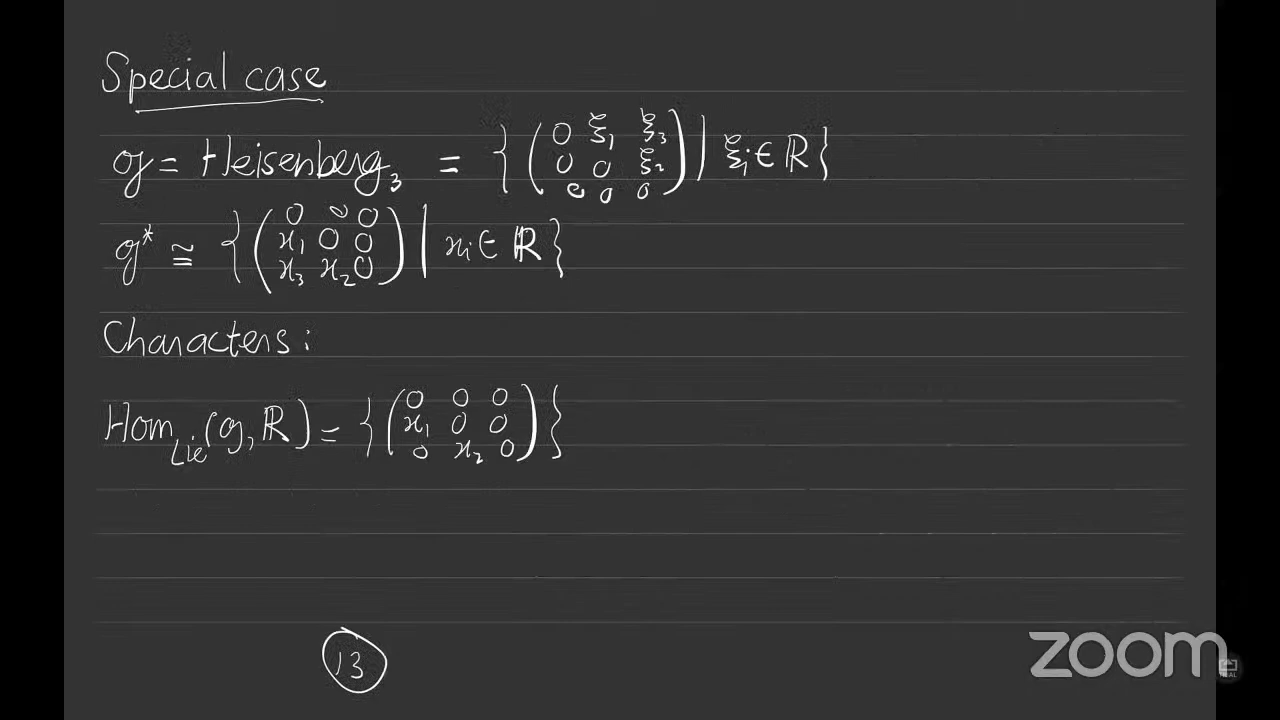 Special case
𝔤 = Heisenberg₃ = { ( 0 ξ₁ ξ₃
0 0 ξ₂
0 0 0 ) | ξᵢ ∈ ℝ }
𝔤* ≅ { ( 0 0 0
x₁ 0 0
x₃ x₂ 0 ) | xᵢ ∈ ℝ }
Characters:
Hom_Lie(𝔤, ℝ) = { ( 0 0 0
x₁ 0 0
0 x₂ 0 ) }
13
zoom